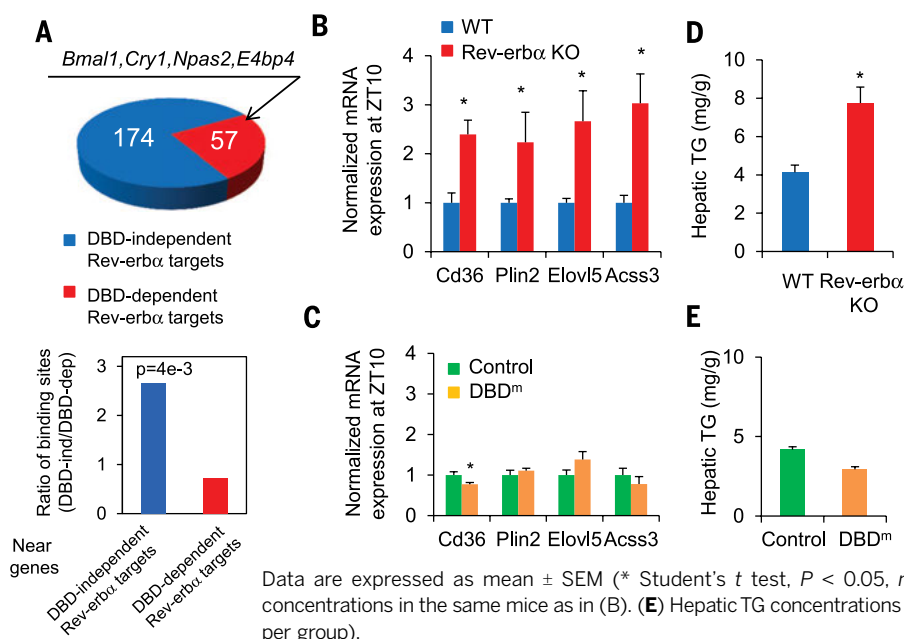 A
Bmal1,Cry1,Npas2,E4bp4
174
57
DBD-independent
Rev-erbα targets
DBD-dependent
Rev-erbα targets
Ratio of binding sites
(DBD-ind/DBD-dep)
3
2
1
0
p=4e-3
Near
genes
DBD-independent
Rev-erbα targets
DBD-dependent
Rev-erbα targets
B
WT
Rev-erbα KO
Normalized mRNA
expression at ZT10
4
3
2
1
0
* * * *
Cd36 Plin2 Elovl5 Acss3
C
Control
DBDᵐ
Normalized mRNA
expression at ZT10
4
3
2
1
0
*
Cd36 Plin2 Elovl5 Acss3
D
Hepatic TG (mg/g)
10
8
6
4
2
0
*
WT Rev-erbα
KO
E
Hepatic TG (mg/g)
10
5
0
Control DBDᵐ
Data are expressed as mean ± SEM (* Student's t test, P < 0.05,
concentrations in the same mice as in (B). (E) Hepatic TG concentrations
per group).